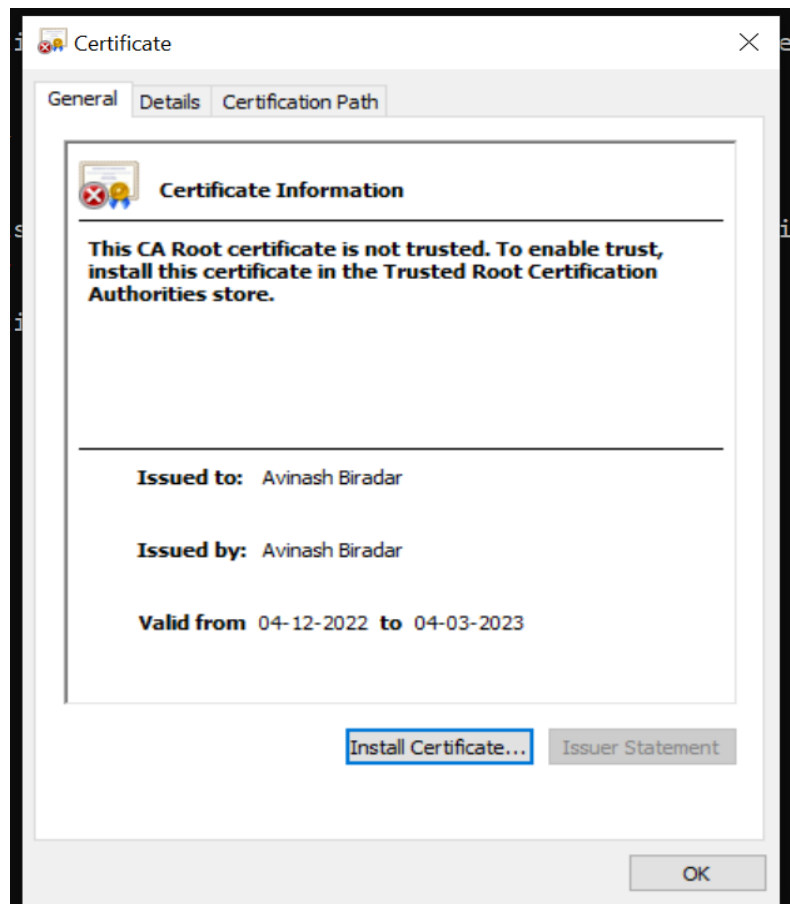 Certificate
General Details Certification Path
Certificate Information
This CA Root certificate is not trusted. To enable trust,
install this certificate in the Trusted Root Certification
Authorities store.
Issued to: Avinash Biradar
Issued by: Avinash Biradar
Valid from 04-12-2022 to 04-03-2023
Install Certificate... Issuer Statement
OK